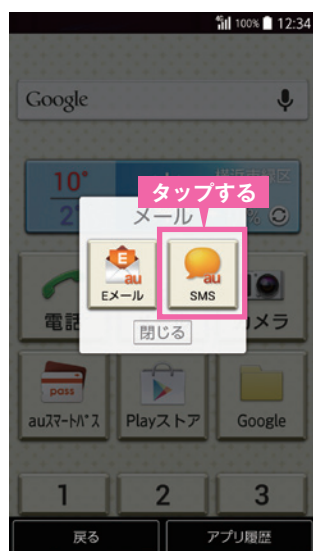 4G 100% 12:34
Google
タップする
10°
2°
横浜市緑区
%
メール
E
au
au
Eメール
SMS
閉じる
電話
カメラ
pass
auスマートパス
Playストア
Google
1
2
3
戻る
アプリ履歴